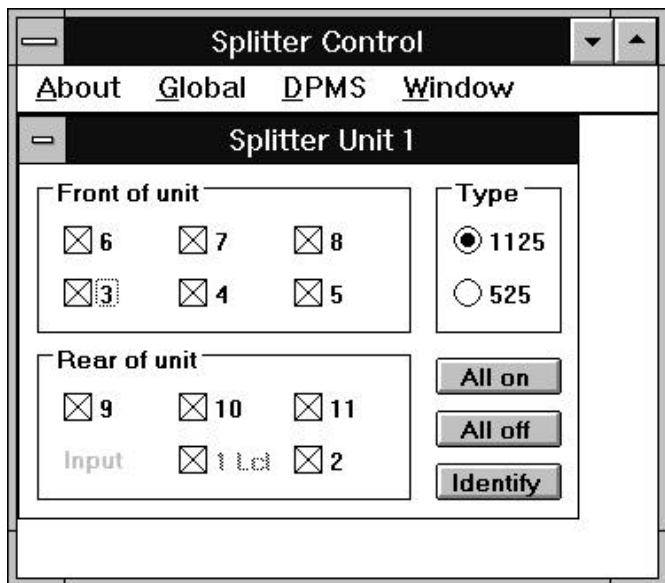 Splitter Control
About Global DPMS Window
Splitter Unit 1
Front of unit
6 7 8
3 4 5
Type
1125
525
Rear of unit
9 10 11
Input 1 Lcl 2
All on
All off
Identify